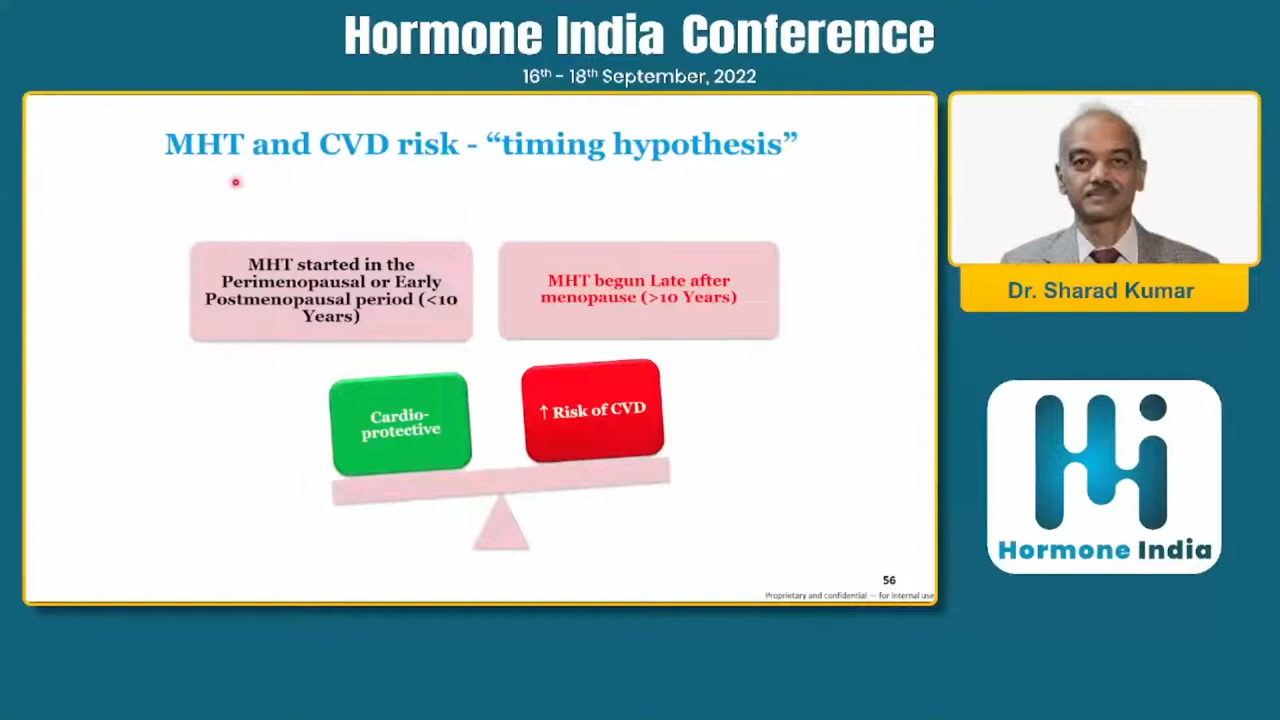 Hormone India Conference
16th - 18th September, 2022
MHT and CVD risk - “timing hypothesis”
MHT started in the
Perimenopausal or Early
Postmenopausal period (<10
Years)
MHT begun Late after
menopause (>10 Years)
Cardio-
protective
↑ Risk of CVD
56
Proprietary and confidential — for internal use
Dr. Sharad Kumar
Hormone India